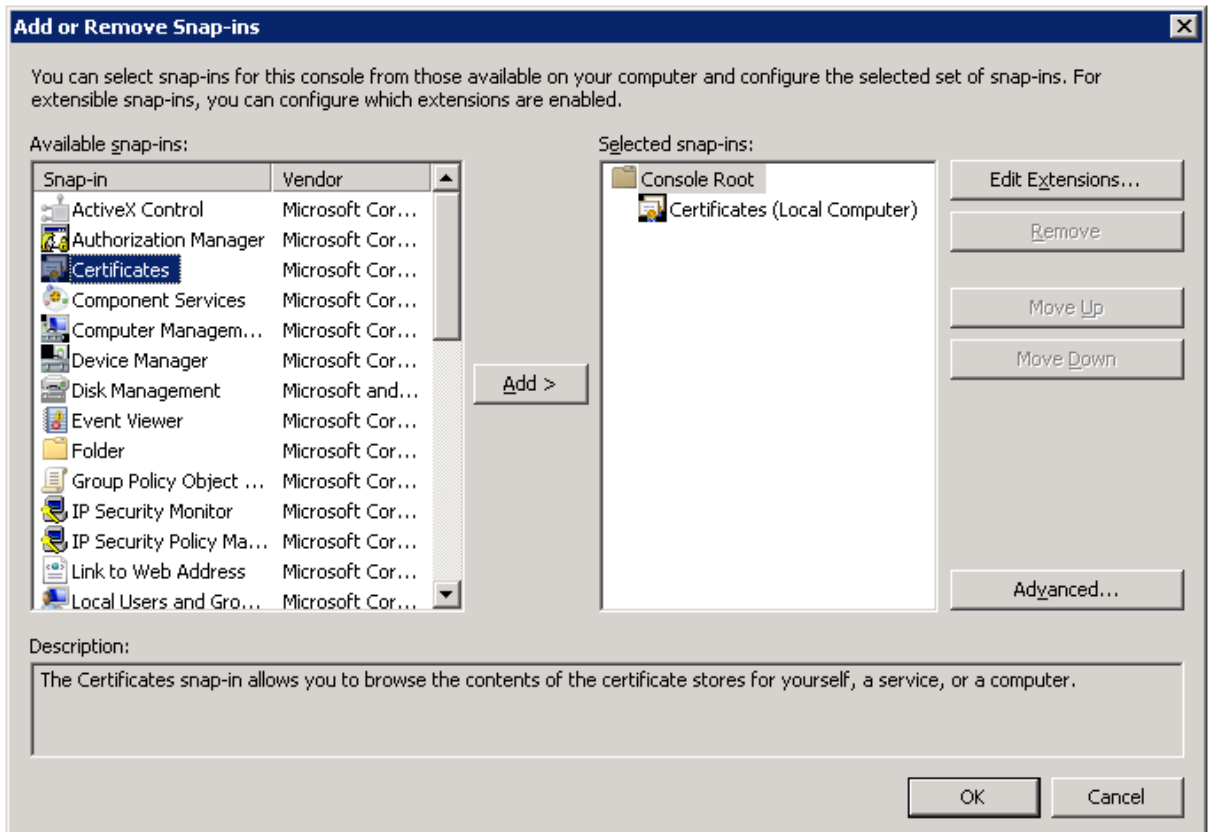 Add or Remove Snap-ins
You can select snap-ins for this console from those available on your computer and configure the selected set of snap-ins. For
extensible snap-ins, you can configure which extensions are enabled.
Available snap-ins:
Snap-in Vendor
ActiveX Control Microsoft Cor...
Authorization Manager Microsoft Cor...
Certificates Microsoft Cor...
Component Services Microsoft Cor...
Computer Managem... Microsoft Cor...
Device Manager Microsoft Cor...
Disk Management Microsoft and...
Event Viewer Microsoft Cor...
Folder Microsoft Cor...
Group Policy Object ... Microsoft Cor...
IP Security Monitor Microsoft Cor...
IP Security Policy Ma... Microsoft Cor...
Link to Web Address Microsoft Cor...
Local Users and Gro... Microsoft Cor...
Add >
Selected snap-ins:
Console Root
Certificates (Local Computer)
Edit Extensions...
Remove
Move Up
Move Down
Advanced...
Description:
The Certificates snap-in allows you to browse the contents of the certificate stores for yourself, a service, or a computer.
OK
Cancel